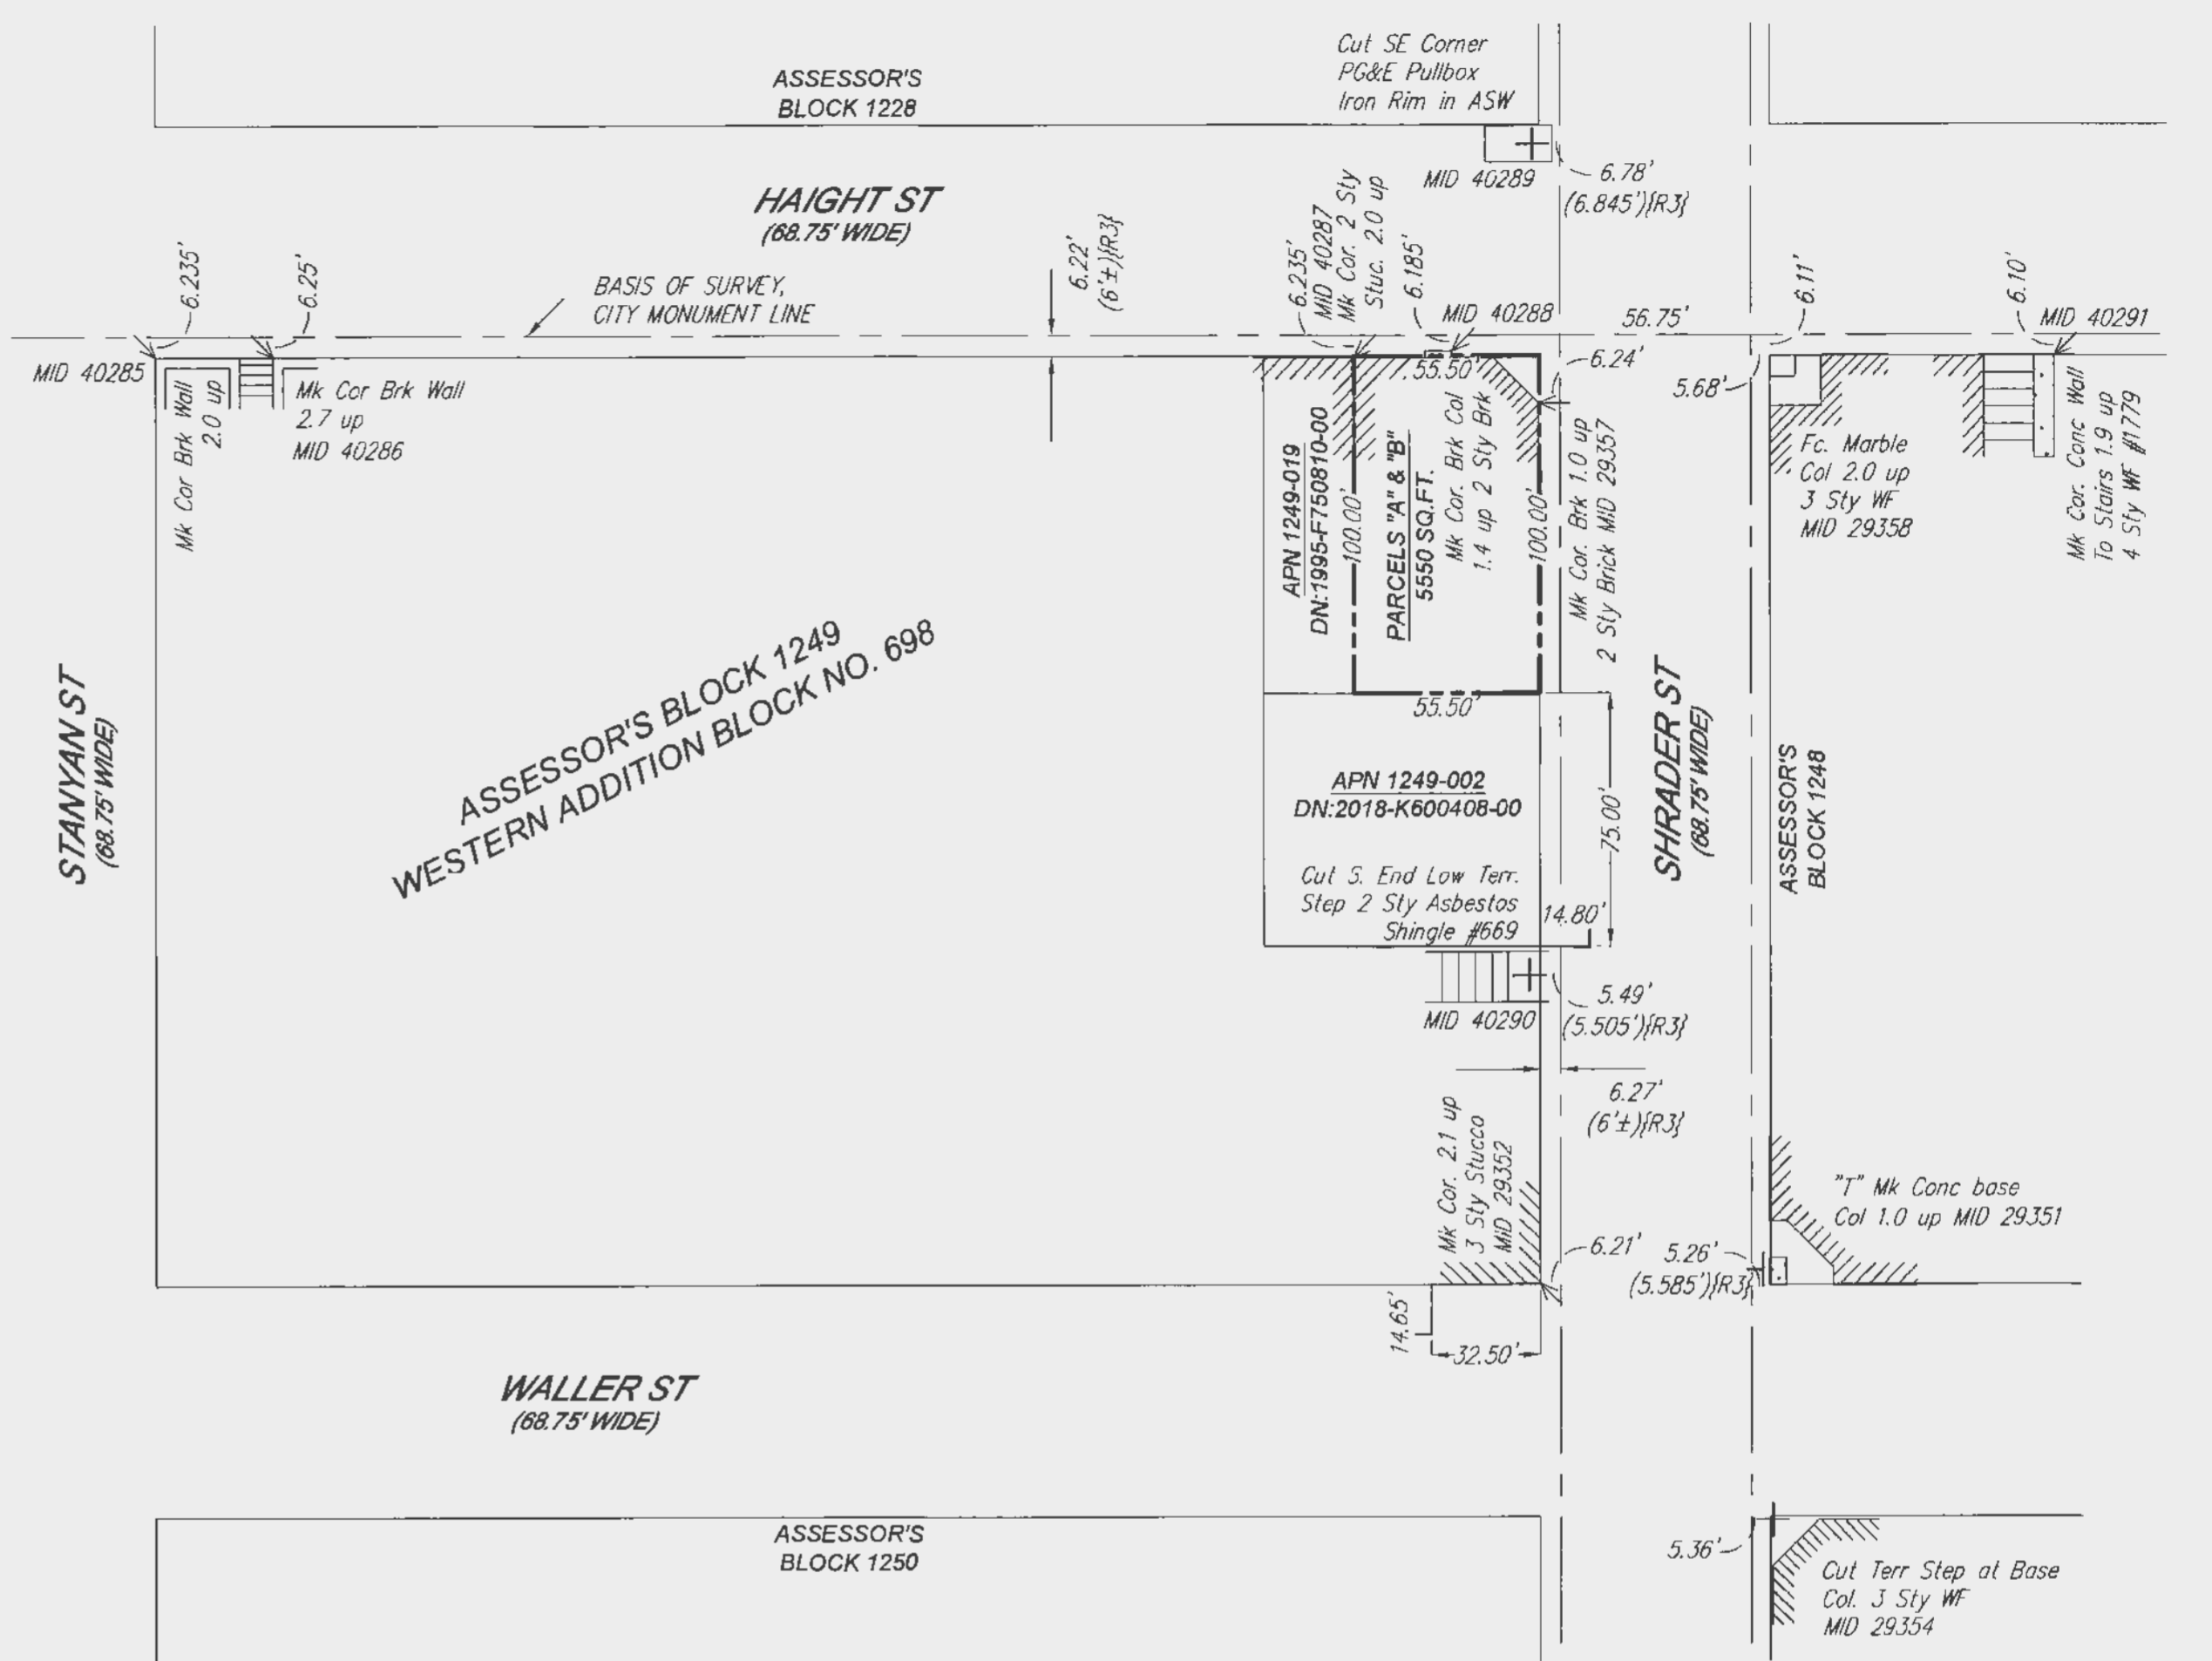 Cut SE Corner
PG&E Pullbox
Iron Rim in ASW
ASSESSOR'S
BLOCK 1228
MID 40289
6.78'
(6.845'){R3}
HAIGHT ST
(68.75' WIDE)
6.22'
(6'±){R3}
6.235'
6.25'
BASIS OF SURVEY,
CITY MONUMENT LINE
6.235'
MID 40287
Mk Cor. 2 Sty
Stuc. 2.0 up
6.185'
MID 40288
56.75'
6.11'
6.10'
MID 40291
MID 40285
Mk Cor Brk Wall
2.0 up
Mk Cor Brk Wall
2.7 up
MID 40286
55.50'
6.24'
5.68'
APN 1249-019
DN:1995-F750810-00
100.00'
PARCELS "A" & "B"
5550 SQ.FT.
Mk Cor. Brk Col
1.4 up 2 Sty Brk
100.00'
Mk Cor. Brk 1.0 up
2 Sty Brick MID 29357
Fc. Marble
Col 2.0 up
3 Sty WF
MID 29358
Mk Cor. Conc Wall
To Stairs 1.9 up
4 Sty WF #1779
55.50'
STANYAN ST
(68.75' WIDE)
ASSESSOR'S BLOCK 1249
WESTERN ADDITION BLOCK NO. 698
SHRADER ST
(68.75' WIDE)
ASSESSOR'S
BLOCK 1248
APN 1249-002
DN:2018-K600408-00
75.00'
Cut S. End Low Terr.
Step 2 Sty Asbestos
Shingle #669
14.80'
MID 40290
5.49'
(5.505'){R3}
6.27'
(6'±){R3}
Mk Cor. 2.1 up
3 Sty Stucco
MID 29352
"T" Mk Conc base
Col 1.0 up MID 29351
6.21'
5.26'
(5.585'){R3}
14.65'
32.50'
WALLER ST
(68.75' WIDE)
ASSESSOR'S
BLOCK 1250
5.36'
Cut Terr Step at Base
Col. 3 Sty WF
MID 29354